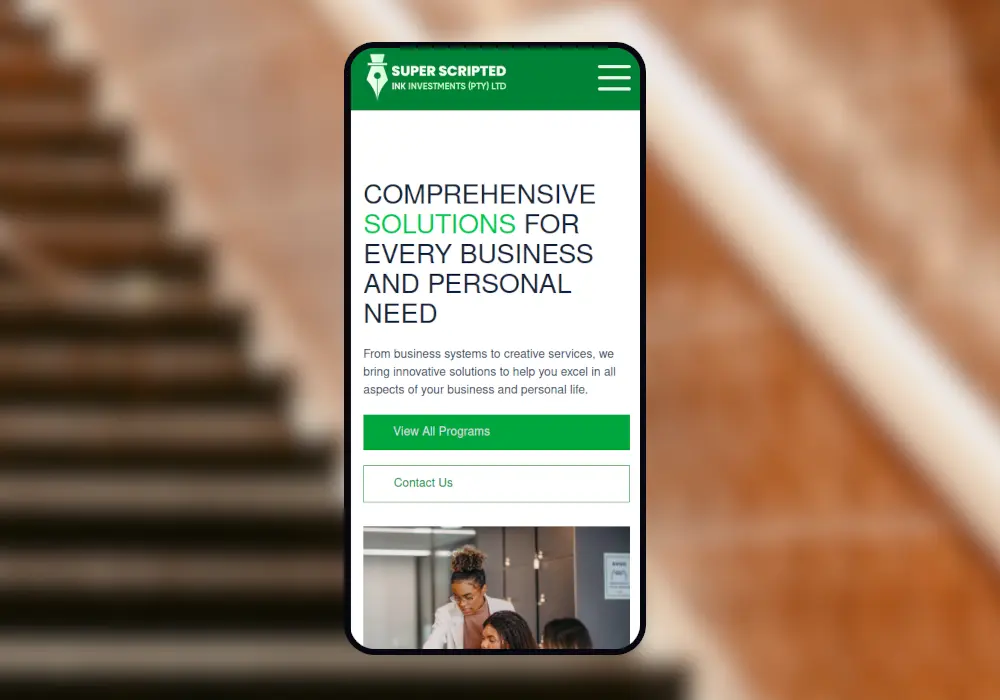 SUPER SCRIPTED
INK INVESTMENTS (PTY) LTD
COMPREHENSIVE
SOLUTIONS FOR
EVERY BUSINESS
AND PERSONAL
NEED
From business systems to creative services, we
bring innovative solutions to help you excel in all
aspects of your business and personal life.
View All Programs
Contact Us